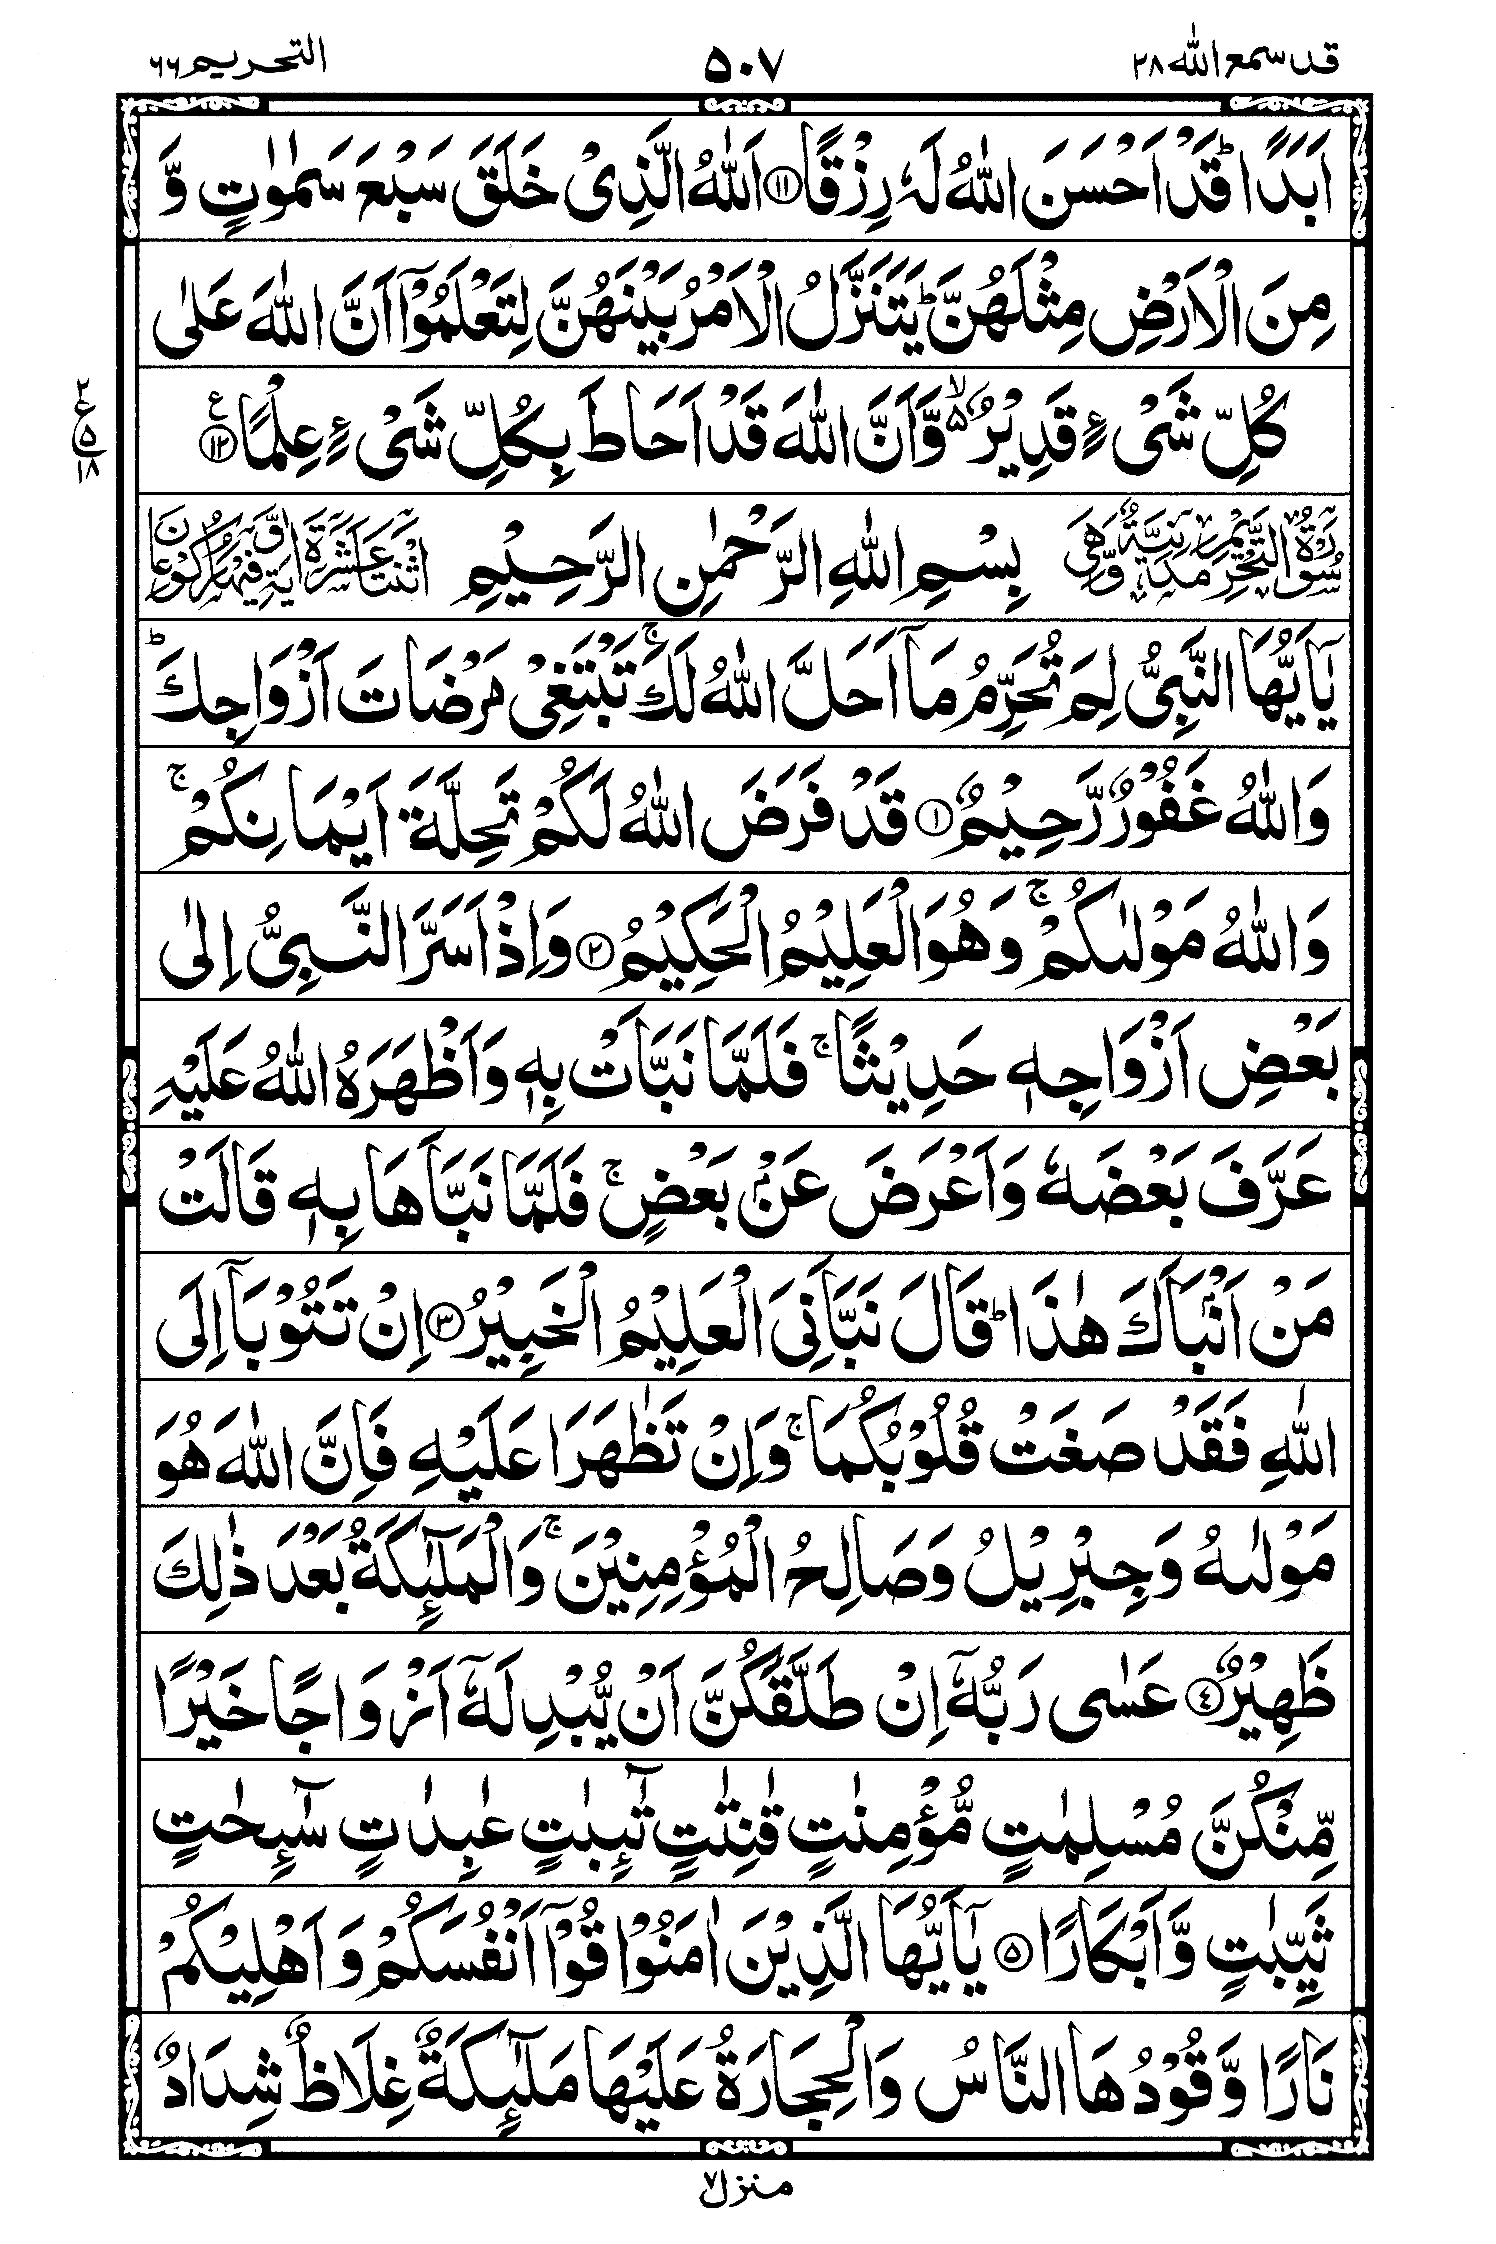 قد سمع الله ٢٨ ٥٠٧ التحريم ٦٦
اَبَدًا ؕ قَدْ اَحْسَنَ اللّٰهُ لَهٗ رِزْقًا ۝١١ اَللّٰهُ الَّذِیْ خَلَقَ سَبْعَ سَمٰوٰتٍ وَّ
مِنَ الْاَرْضِ مِثْلَهُنَّ ؕ یَتَنَزَّلُ الْاَمْرُ بَیْنَهُنَّ لِتَعْلَمُوْۤا اَنَّ اللّٰهَ عَلٰی
كُلِّ شَیْءٍ قَدِیْرٌ ۙ۬ وَّ اَنَّ اللّٰهَ قَدْ اَحَاطَ بِكُلِّ شَیْءٍ عِلْمًا ۝١٢
٢ ع ٥ ١٨
سُوْرَةُ التَّحْرِیْمِ مَدَنِیَّةٌ وَّهِیَ بِسْمِ اللّٰهِ الرَّحْمٰنِ الرَّحِیْمِ اثْنَتَا عَشْرَةَ اٰیَةً وَّفِیْهَا رُكُوْعَانِ
یٰۤاَیُّهَا النَّبِیُّ لِمَ تُحَرِّمُ مَاۤ اَحَلَّ اللّٰهُ لَكَ ۚ تَبْتَغِیْ مَرْضَاتَ اَزْوَاجِكَ ؕ
وَ اللّٰهُ غَفُوْرٌ رَّحِیْمٌ ۝١ قَدْ فَرَضَ اللّٰهُ لَكُمْ تَحِلَّةَ اَیْمَانِكُمْ ۚ
وَ اللّٰهُ مَوْلٰىكُمْ ۚ وَ هُوَ الْعَلِیْمُ الْحَكِیْمُ ۝٢ وَ اِذْ اَسَرَّ النَّبِیُّ اِلٰی
بَعْضِ اَزْوَاجِهٖ حَدِیْثًا ۚ فَلَمَّا نَبَّاَتْ بِهٖ وَ اَظْهَرَهُ اللّٰهُ عَلَیْهِ
عَرَّفَ بَعْضَهٗ وَ اَعْرَضَ عَنْۢ بَعْضٍ ۚ فَلَمَّا نَبَّاَهَا بِهٖ قَالَتْ
مَنْ اَنْۢبَاَكَ هٰذَا ؕ قَالَ نَبَّاَنِیَ الْعَلِیْمُ الْخَبِیْرُ ۝٣ اِنْ تَتُوْبَاۤ اِلَی
اللّٰهِ فَقَدْ صَغَتْ قُلُوْبُكُمَا ۚ وَ اِنْ تَظٰهَرَا عَلَیْهِ فَاِنَّ اللّٰهَ هُوَ
مَوْلٰىهُ وَ جِبْرِیْلُ وَ صَالِحُ الْمُؤْمِنِیْنَ ۚ وَ الْمَلٰٓىِٕكَةُ بَعْدَ ذٰلِكَ
ظَهِیْرٌ ۝٤ عَسٰی رَبُّهٗۤ اِنْ طَلَّقَكُنَّ اَنْ یُّبْدِلَهٗۤ اَزْوَاجًا خَیْرًا
مِّنْكُنَّ مُسْلِمٰتٍ مُّؤْمِنٰتٍ قٰنِتٰتٍ تٰٓىِٕبٰتٍ عٰبِدٰتٍ سٰٓىِٕحٰتٍ
ثَیِّبٰتٍ وَّ اَبْكَارًا ۝٥ یٰۤاَیُّهَا الَّذِیْنَ اٰمَنُوْا قُوْۤا اَنْفُسَكُمْ وَ اَهْلِیْكُمْ
نَارًا وَّ قُوْدُهَا النَّاسُ وَ الْحِجَارَةُ عَلَیْهَا مَلٰٓىِٕكَةٌ غِلَاظٌ شِدَادٌ
منزل ٧